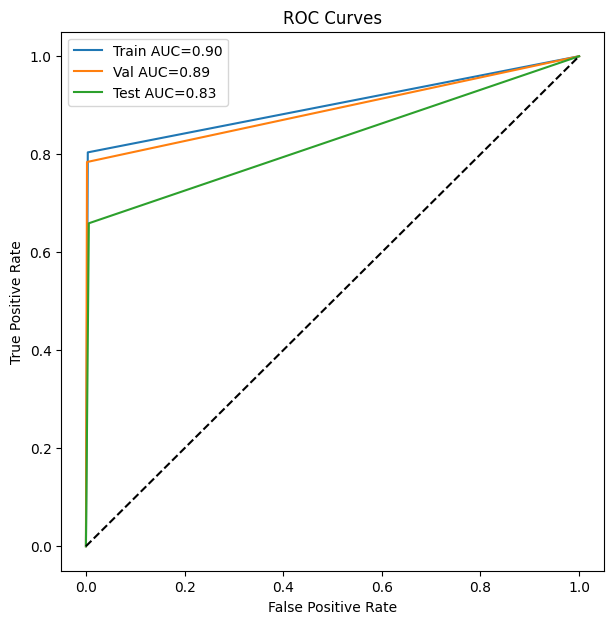 ROC Curves
Train AUC=0.90
Val AUC=0.89
Test AUC=0.83
True Positive Rate
1.0
0.8
0.6
0.4
0.2
0.0
0.0 0.2 0.4 0.6 0.8 1.0
False Positive Rate